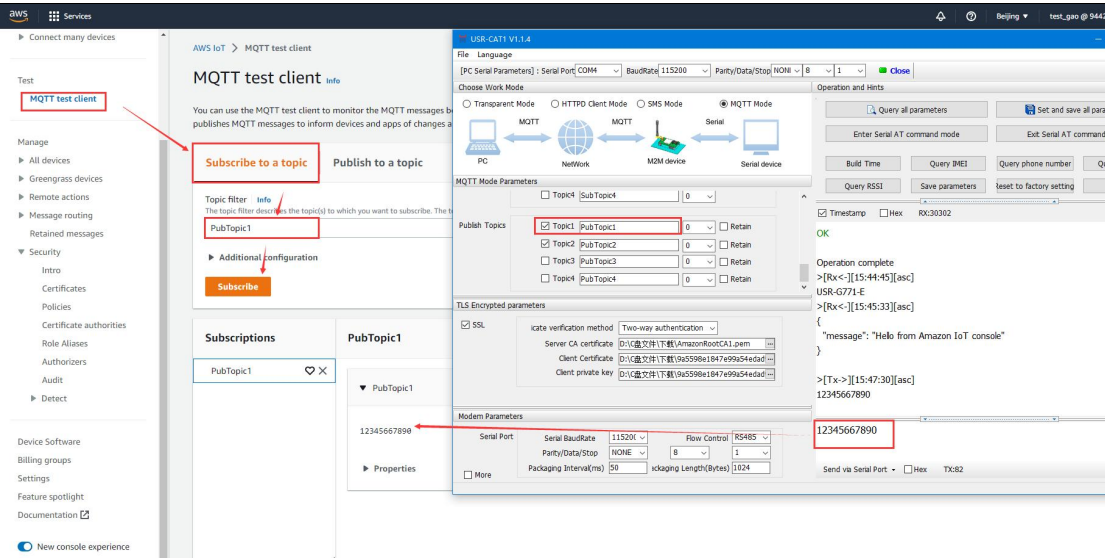 aws Services
Beijing ▼ test_gao @ 9442
Connect many devices
Test
MQTT test client
Manage
All devices
Greengrass devices
Remote actions
Message routing
Retained messages
Security
Intro
Certificates
Policies
Certificate authorities
Role Aliases
Authorizers
Audit
Detect
Device Software
Billing groups
Settings
Feature spotlight
Documentation
New console experience
AWS IoT > MQTT test client
MQTT test client Info
You can use the MQTT test client to monitor the MQTT messages b
publishes MQTT messages to inform devices and apps of changes a
Subscribe to a topic Publish to a topic
Topic filter Info
The topic filter describes the topic(s) to which you want to subscribe. The t
PubTopic1
Additional configuration
Subscribe
Subscriptions
PubTopic1
PubTopic1
PubTopic1
12345667890
Properties
USR-CAT1 V1.1.4
File Language
[PC Serial Parameters] : Serial Port COM4 BaudRate 115200 Parity/Data/Stop NONI 8 1 Close
Choose Work Mode
Transparent Mode HTTPD Client Mode SMS Mode MQTT Mode
MQTT MQTT Serial
PC NetWork M2M device Serial device
MQTT Mode Parameters
Topic4 SubTopic4 0
Publish Topics Topic1 PubTopic1 0 Retain
Topic2 PubTopic2 0 Retain
Topic3 PubTopic3 0 Retain
Topic4 PubTopic4 0 Retain
TLS Encrypted parameters
SSL icate verification method Two-way authentication
Server CA certificate D:\C盘文件\下载\AmazonRootCA1.pem ...
Client Certificate D:\C盘文件\下载\9a5598e1847e99a54edad ...
Client private key D:\C盘文件\下载\9a5598e1847e99a54edad ...
Modem Parameters
Serial Port Serial BaudRate 11520( Flow Control RS485
Parity/Data/Stop NONE 8 1
More Packaging Interval(ms) 50 ackaging Length(Bytes) 1024
Operation and Hints
Query all parameters Set and save all para
Enter Serial AT command mode Exit Serial AT comm
Build Time Query IMEI Query phone number Q
Query RSSI Save parameters Reset to factory setting
Timestamp Hex RX:30302
OK
Operation complete
>[Rx<-][15:44:45][asc]
USR-G771-E
>[Rx<-][15:45:33][asc]
{
"message": "Hello from Amazon IoT console"
}
>[Tx->][15:47:30][asc]
12345667890
12345667890
Send via Serial Port Hex TX:82